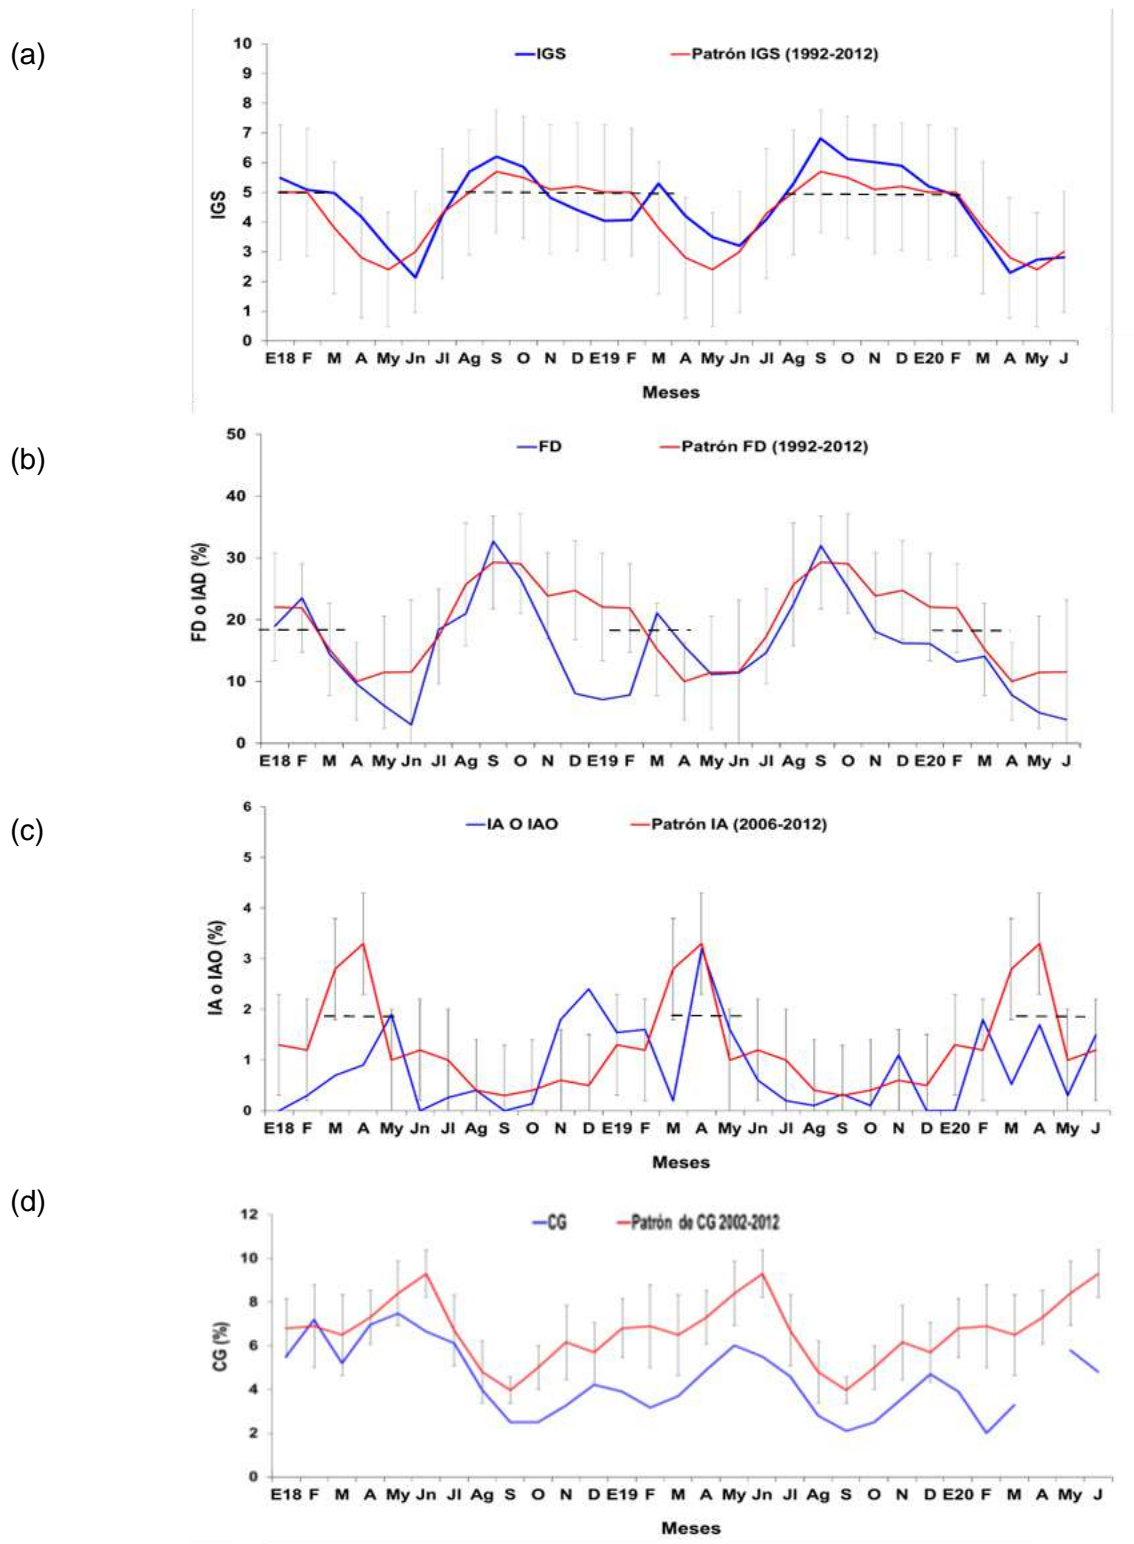 (a)
IGS Patrón IGS (1992-2012)
10
9
8
7
6
5
4
3
2
1
0
IGS
E18 F M A My Jn Jl Ag S O N D E19 F M A My Jn Jl Ag S O N D E20 F M A My J
Meses
(b)
FD Patrón FD (1992-2012)
50
40
30
20
10
0
FD o IAD (%)
E18 F M A My Jn Jl Ag S O N D E19 F M A My Jn Jl Ag S O N D E20 F M A My J
(c)
IA O IAO Patrón IA (2006-2012)
6
5
4
3
2
1
0
IA o IAO (%)
E18 F M A My Jn Jl Ag S O N D E19 F M A My Jn Jl Ag S O N D E20 F M A My J
Meses
(d)
CG Patrón de CG 2002-2012
12
10
8
6
4
2
0
CG (%)
E18 F M A My Jn Jl Ag S O N D E19 F M A My Jn Jl Ag S O N D E20 F M A My J
Meses